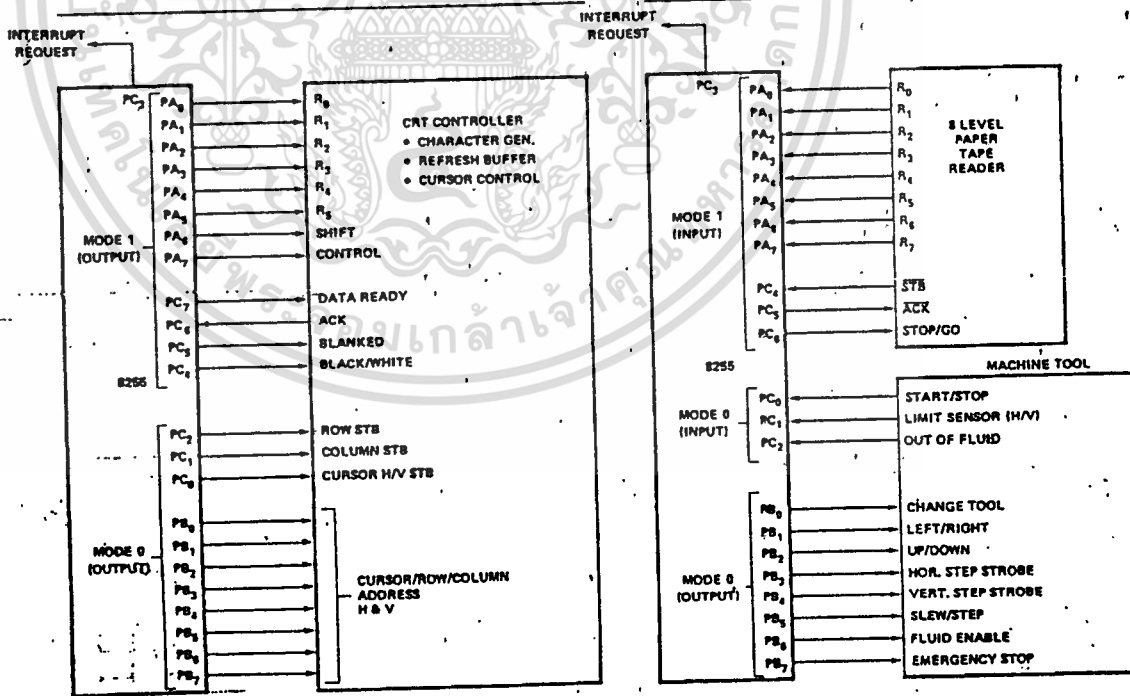 INTERRUPT
REQUEST
PC3
MODE 1
(OUTPUT)
PA0
PA1
PA2
PA3
PA4
PA5
PA6
PA7
PC7
PC6
PC5
PC4
8255
PC2
PC1
PC0
MODE 0
(OUTPUT)
PB0
PB1
PB2
PB3
PB4
PB5
PB6
PB7
R0
R1
R2
R3
R4
R5
SHIFT
CONTROL
DATA READY
ACK
BLANKED
BLACK/WHITE
ROW STB
COLUMN STB
CURSOR H/V STB
CRT CONTROLLER
• CHARACTER GEN.
• REFRESH BUFFER
• CURSOR CONTROL
CURSOR/ROW/COLUMN
ADDRESS
H & V
INTERRUPT
REQUEST
PC3
MODE 1
(INPUT)
PA0
PA1
PA2
PA3
PA4
PA5
PA6
PA7
PC4
PC5
PC6
8255
MODE 0
(INPUT)
PC0
PC1
PC2
MODE 0
(OUTPUT)
PB0
PB1
PB2
PB3
PB4
PB5
PB6
PB7
R0
R1
R2
R3
R4
R5
R6
R7
STB
ACK
STOP/GO
8 LEVEL
PAPER
TAPE
READER
MACHINE TOOL
START/STOP
LIMIT SENSOR (H/V)
OUT OF FLUID
CHANGE TOOL
LEFT/RIGHT
UP/DOWN
HOR. STEP STROBE
VERT. STEP STROBE
SLEW/STEP
FLUID ENABLE
EMERGENCY STOP